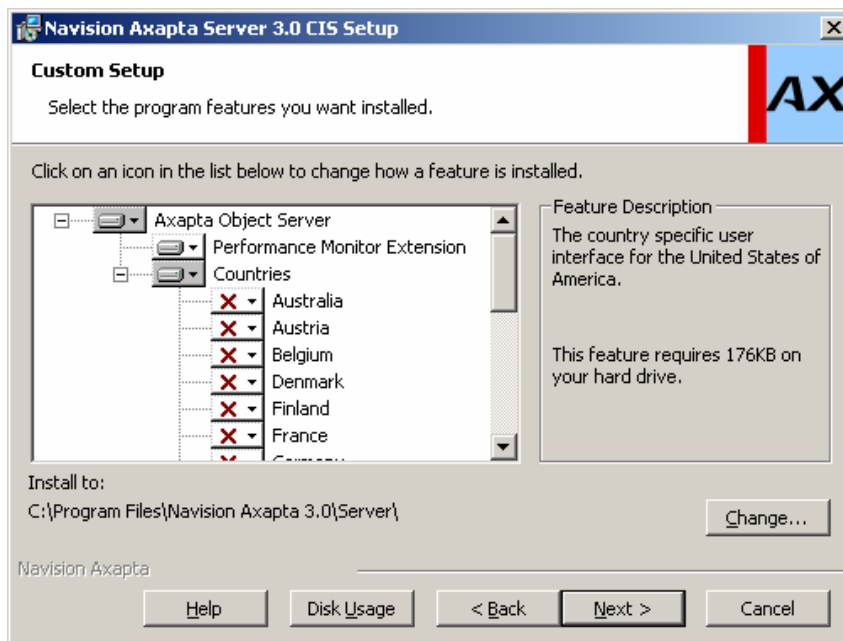 Navision Axapta Server 3.0 CIS Setup
Custom Setup
Select the program features you want installed.
AX
Click on an icon in the list below to change how a feature is installed.
Axapta Object Server
Performance Monitor Extension
Countries
Australia
Austria
Belgium
Denmark
Finland
France
Germany
Feature Description
The country specific user
interface for the United States of
America.
This feature requires 176KB on
your hard drive.
Install to:
C:\Program Files\Navision Axapta 3.0\Server\
Change...
Navision Axapta
Help
Disk Usage
< Back
Next >
Cancel